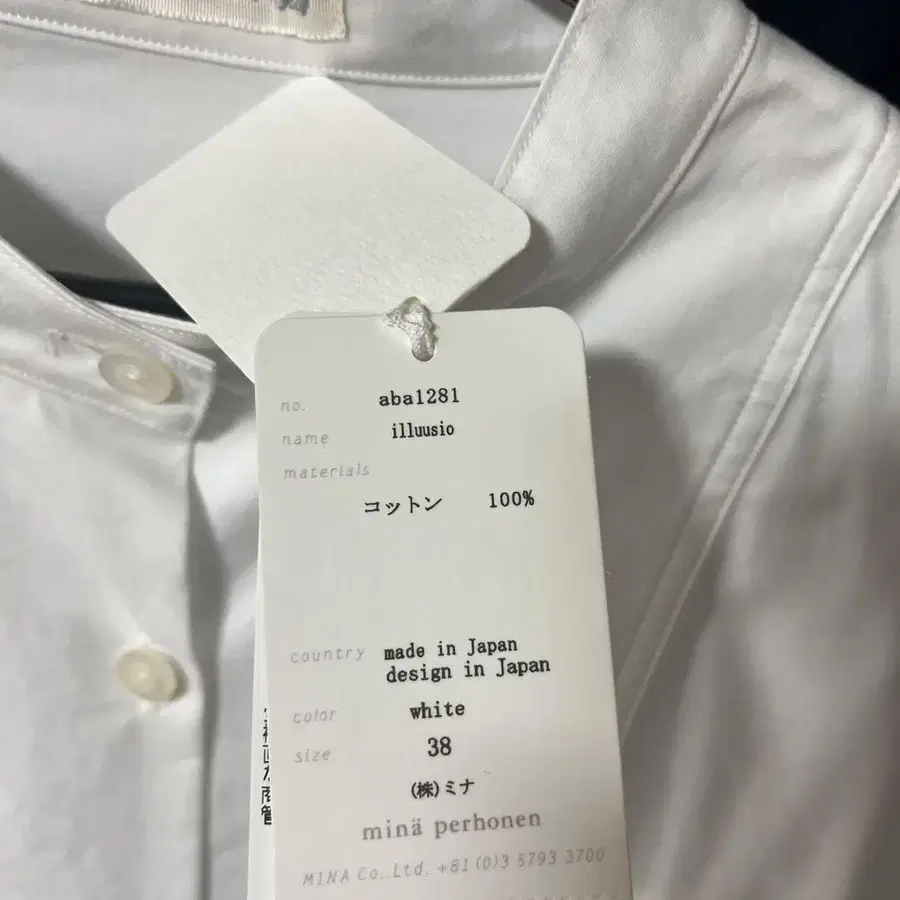 no. aba1281
name illuusio
materials
コットン 100%
country made in Japan
design in Japan
color white
size 38
(株)ミナ
minä perhonen
MINA Co.,Ltd. +81(0)3 5793 3700